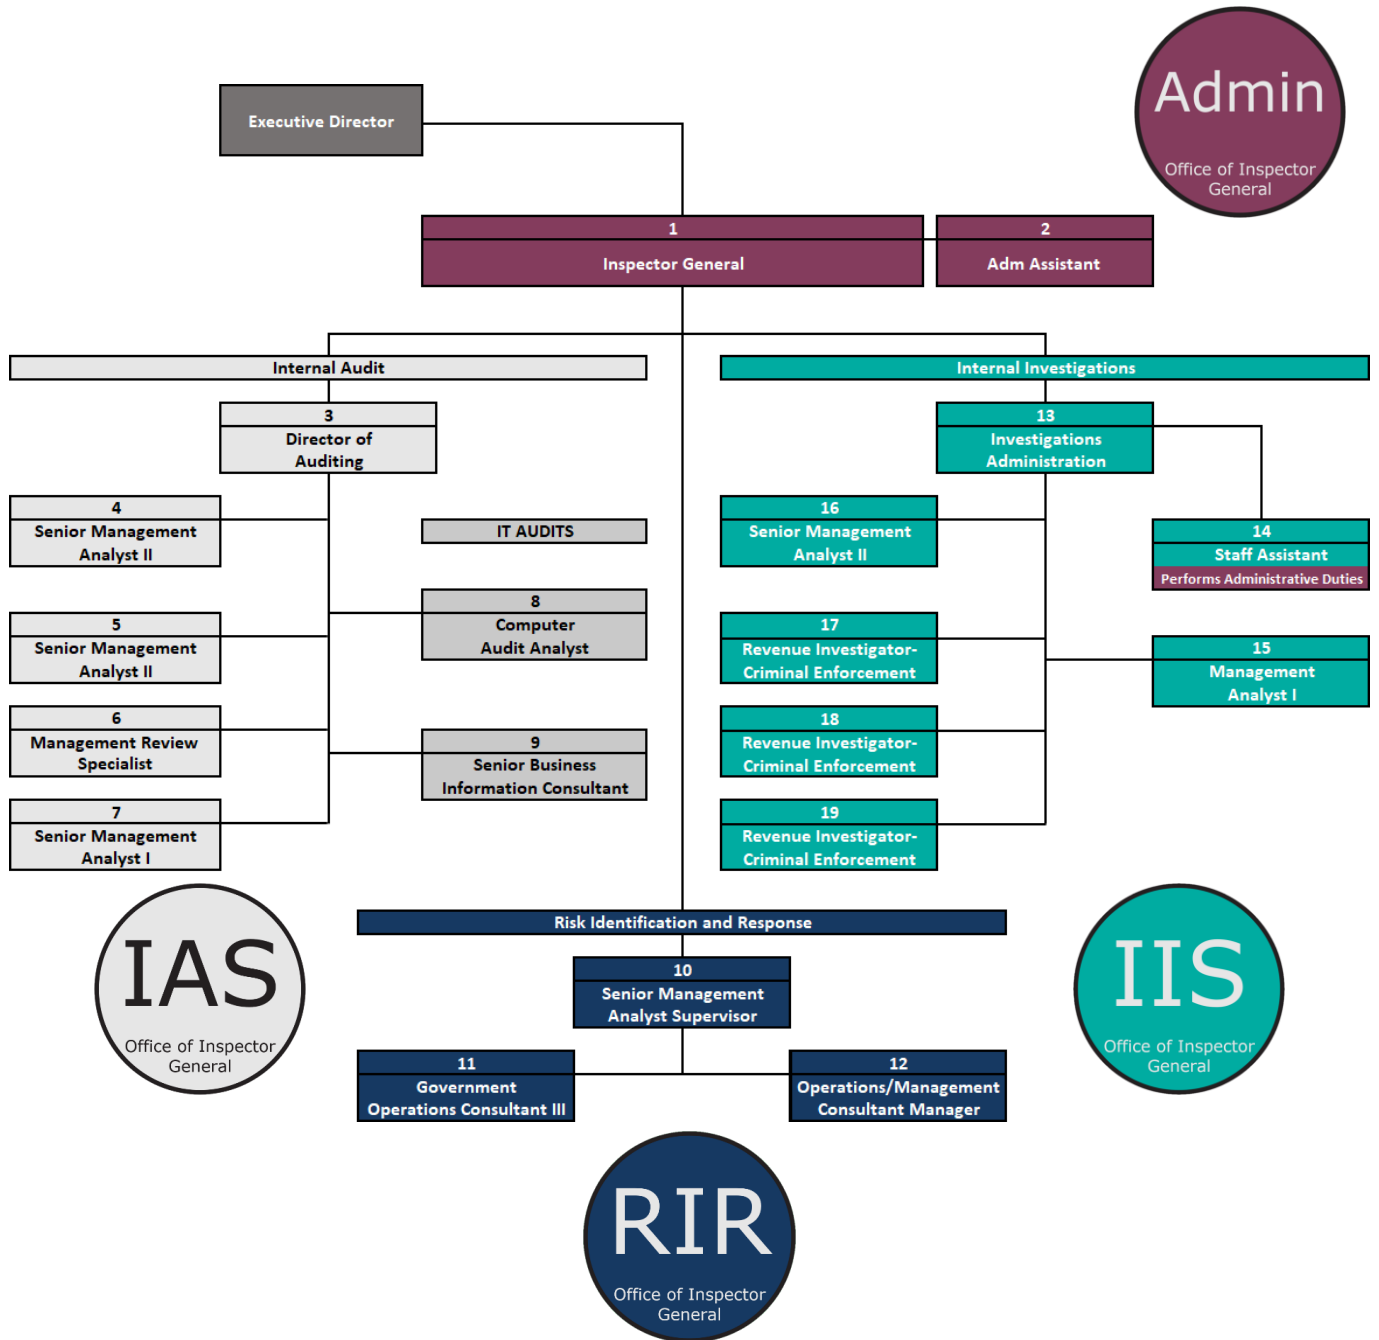 Admin
Office of Inspector
General
Executive Director
1
Inspector General
2
Adm Assistant
Internal Audit
3
Director of
Auditing
4
Senior Management
Analyst II
5
Senior Management
Analyst II
6
Management Review
Specialist
7
Senior Management
Analyst I
IT AUDITS
8
Computer
Audit Analyst
9
Senior Business
Information Consultant
Internal Investigations
13
Investigations
Administration
16
Senior Management
Analyst II
17
Revenue Investigator-
Criminal Enforcement
18
Revenue Investigator-
Criminal Enforcement
19
Revenue Investigator-
Criminal Enforcement
14
Staff Assistant
Performs Administrative Duties
15
Management
Analyst I
IAS
Office of Inspector
General
Risk Identification and Response
10
Senior Management
Analyst Supervisor
11
Government
Operations Consultant III
12
Operations/Management
Consultant Manager
IIS
Office of Inspector
General
RIR
Office of Inspector
General